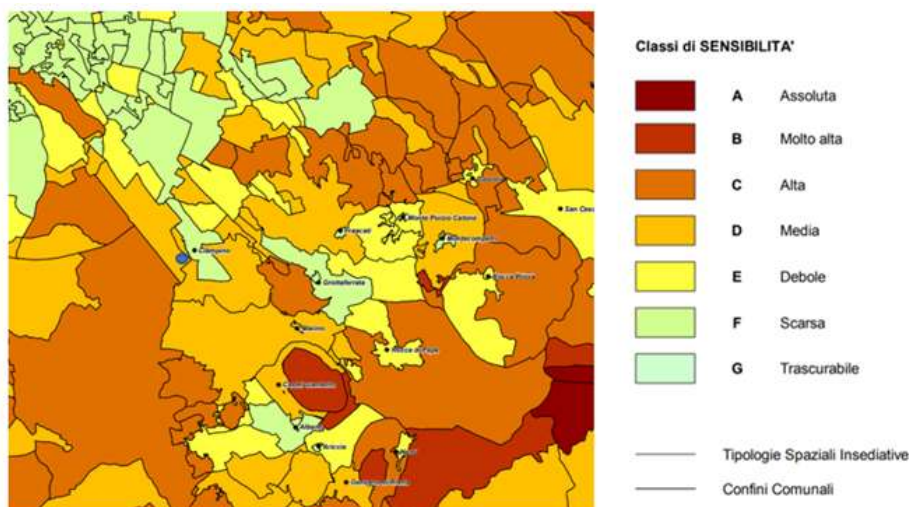 Classi di SENSIBILITA'
A Assoluta
B Molto alta
C Alta
D Media
E Debole
F Scarsa
G Trascurabile
Tipologie Spaziali Insediative
Confini Comunali
Monte Porzio Catone
San Cesa
Frascati
Montecompatri
Ciampino
Rocca Priora
Grottaferrata
Marino
Rocca di Papa
Castel Gandolfo
Albano
Ariccia